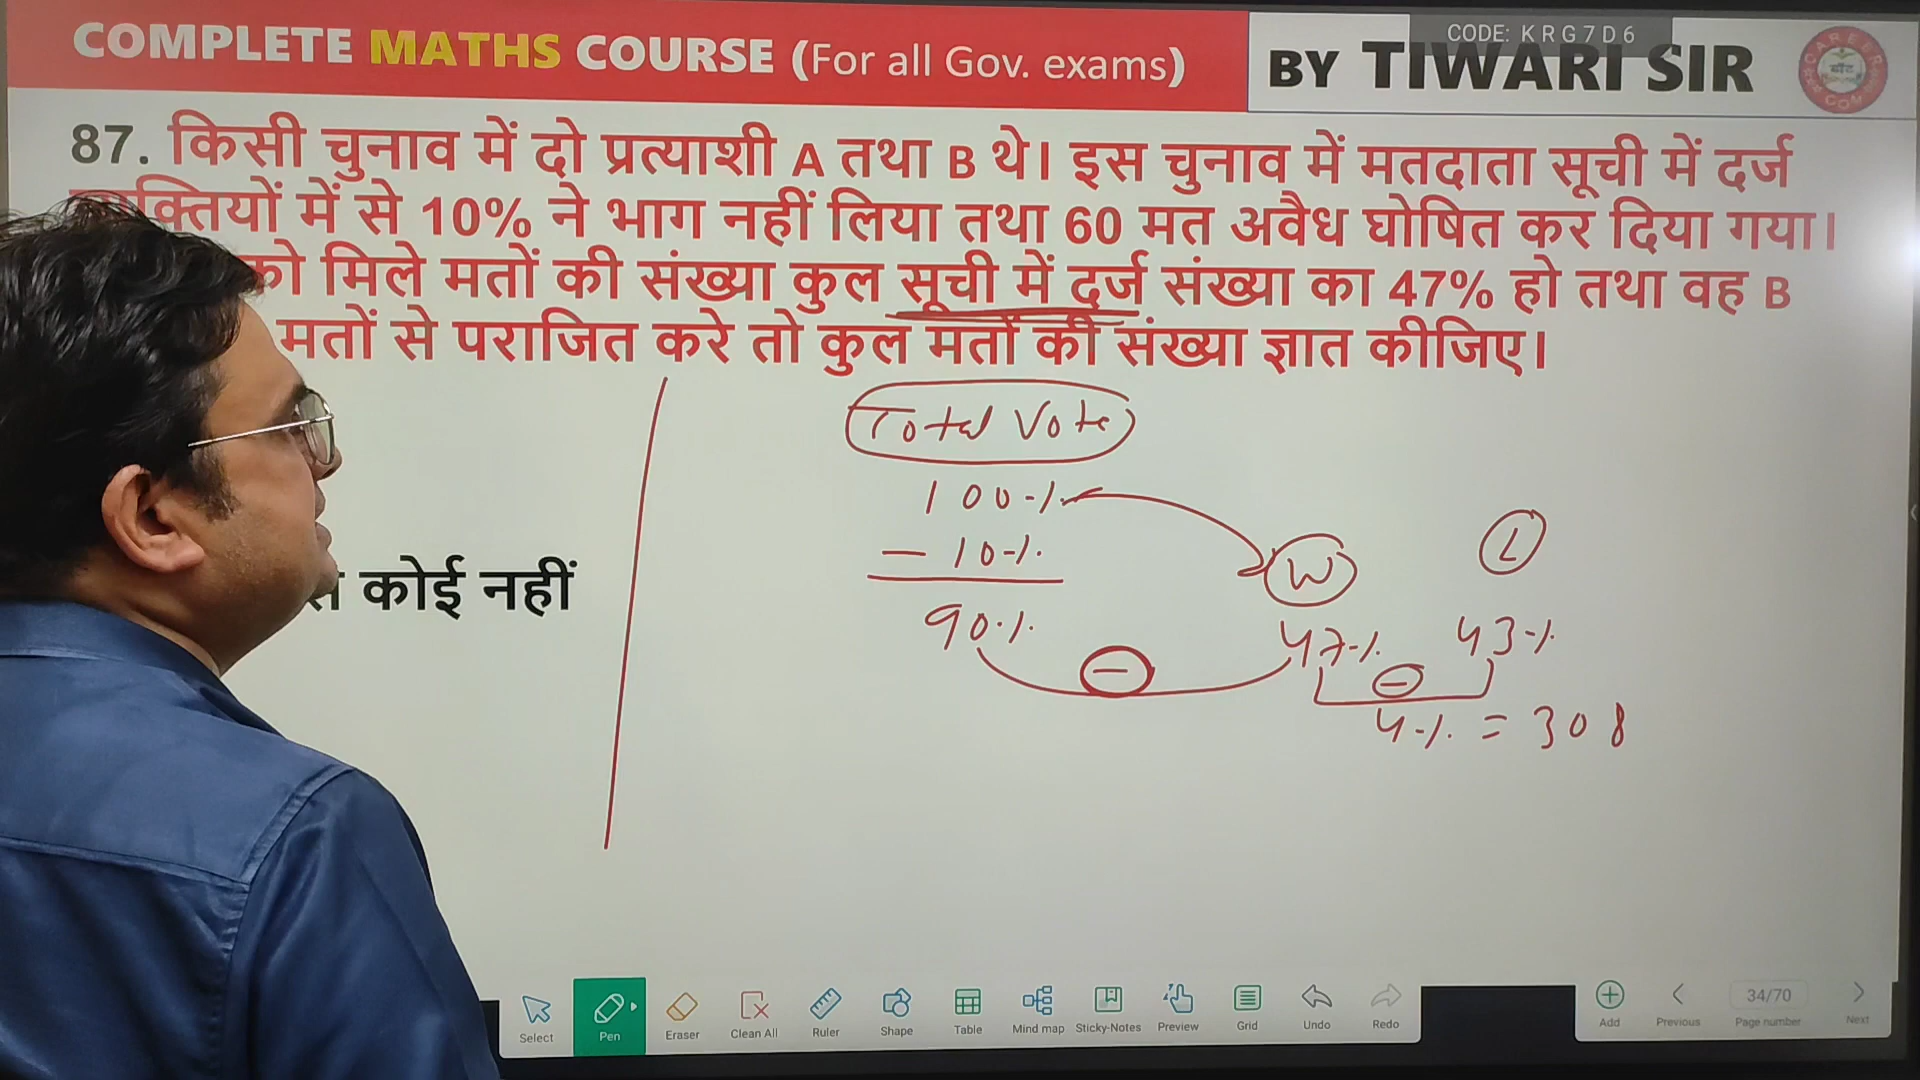 COMPLETE MATHS COURSE (For all Gov. exams)
BY TIWARI SIR
CODE: K R G 7 D 6
87. किसी चुनाव में दो प्रत्याशी A तथा B थे। इस चुनाव में मतदाता सूची में दर्ज
में से 10% ने भाग नहीं लिया तथा 60 मत अवैध घोषित कर दिया गया।
को मिले मतों की संख्या कुल सूची में दर्ज संख्या का 47% हो तथा वह B
मतों से पराजित करे तो कुल मतों की संख्या ज्ञात कीजिए।
Total Vote
100%
- 10%
90%
-
W
L
47%
43%
-
4% = 308
कोई नहीं
Select
Pen
Eraser
Clean All
Ruler
Shape
Table
Mind map
Sticky-Notes
Preview
Grid
Undo
Redo
Add
Previous
34/70
Page number
Next